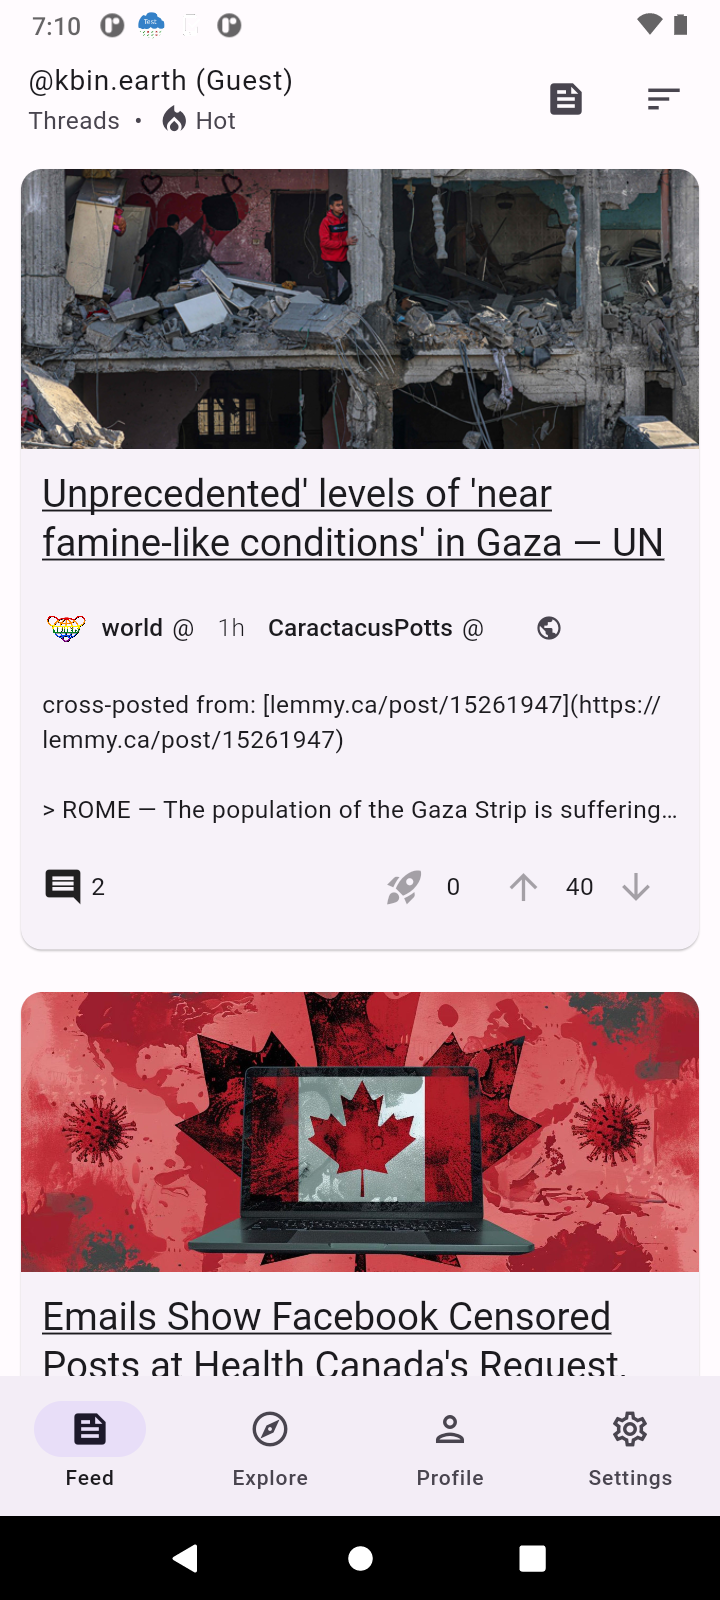 7:10
@kbin.earth (Guest)
Threads • Hot
Unprecedented' levels of 'near
famine-like conditions' in Gaza — UN
world @ 1h CaractacusPotts @
cross-posted from: [lemmy.ca/post/15261947](https://
lemmy.ca/post/15261947)
> ROME — The population of the Gaza Strip is suffering…
2 0 40
Emails Show Facebook Censored
Posts at Health Canada's Request.
Feed Explore Profile Settings